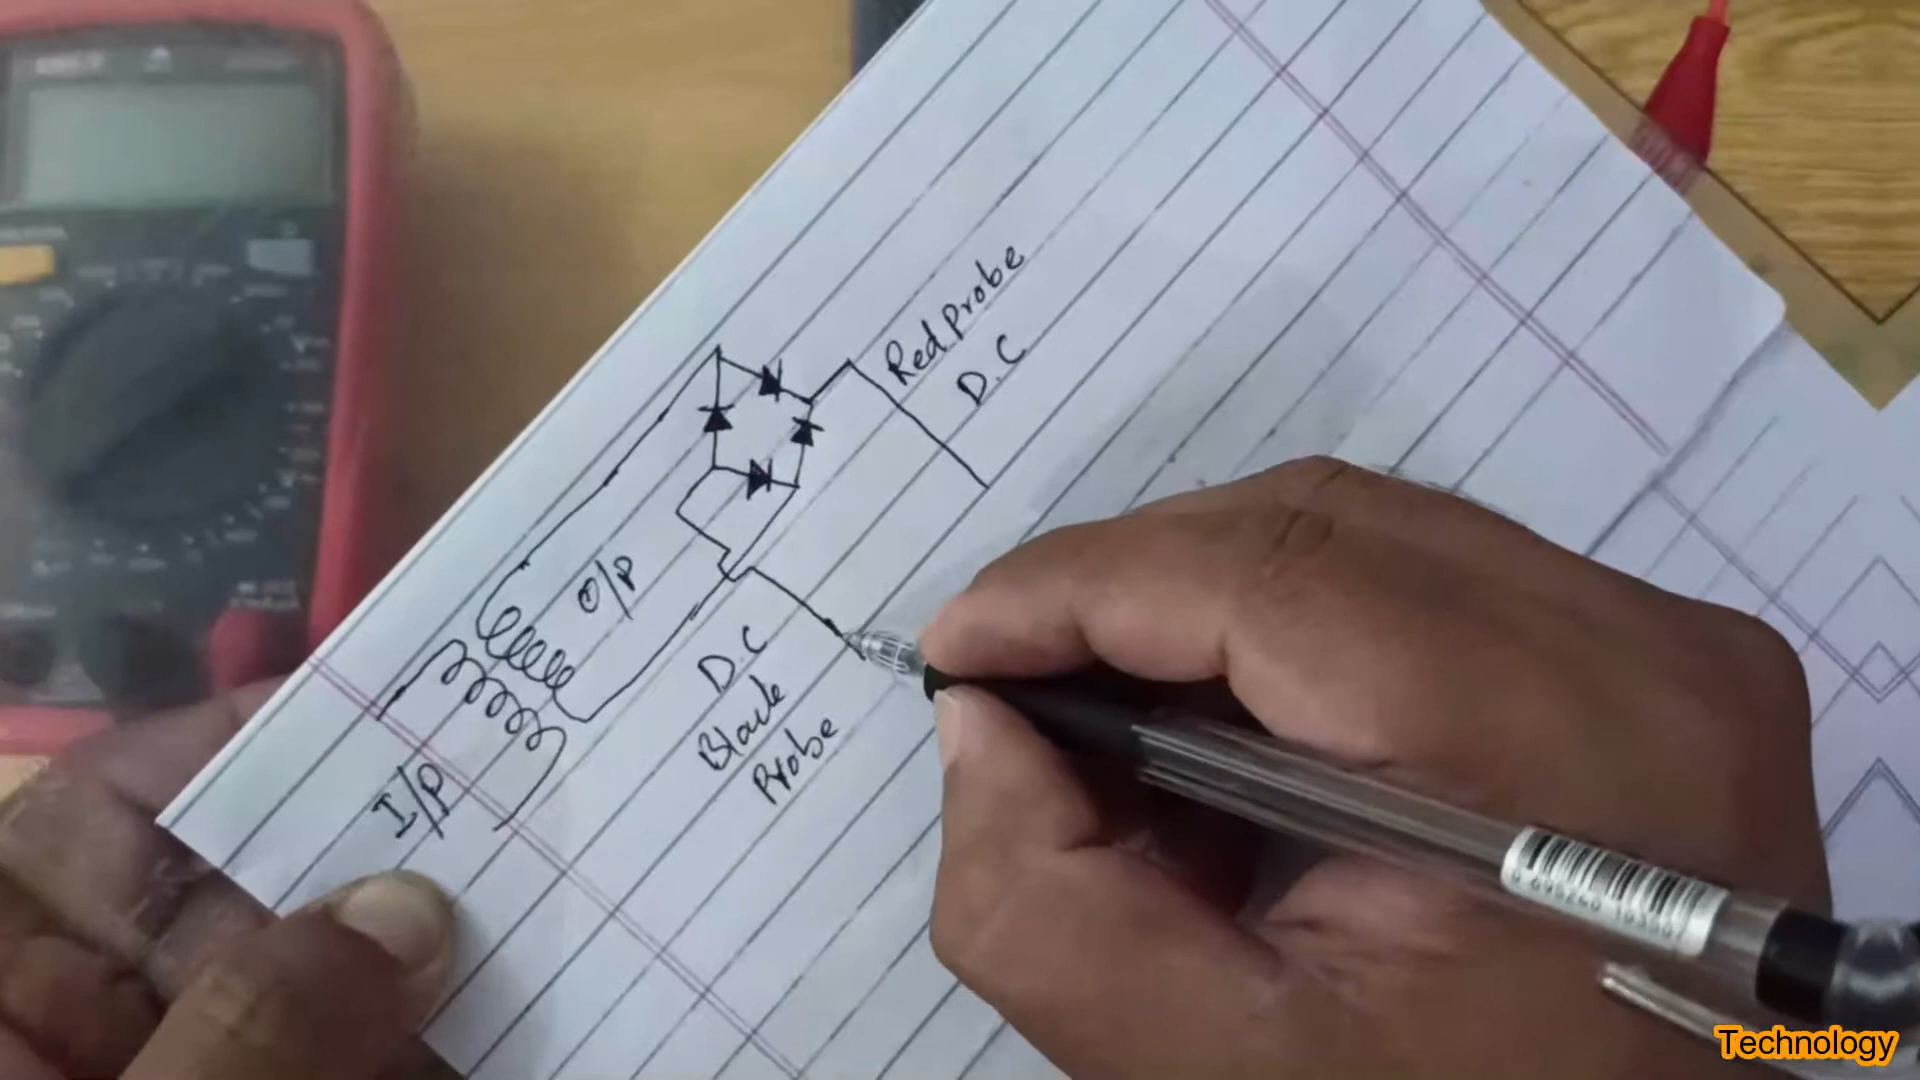 Red Probe
D.C
O/P
I/P
D.C
Black
Probe
Technology